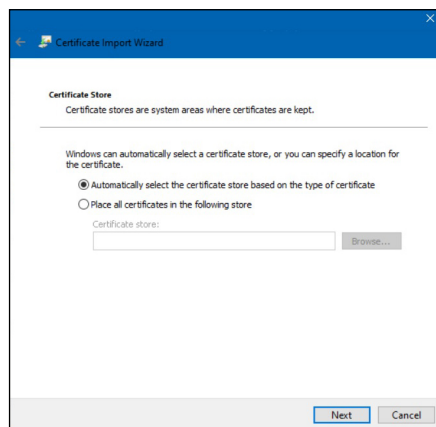 Certificate Import Wizard
Certificate Store
Certificate stores are system areas where certificates are kept.
Windows can automatically select a certificate store, or you can specify a location for
the certificate.
Automatically select the certificate store based on the type of certificate
Place all certificates in the following store
Certificate store:
Browse...
Next
Cancel